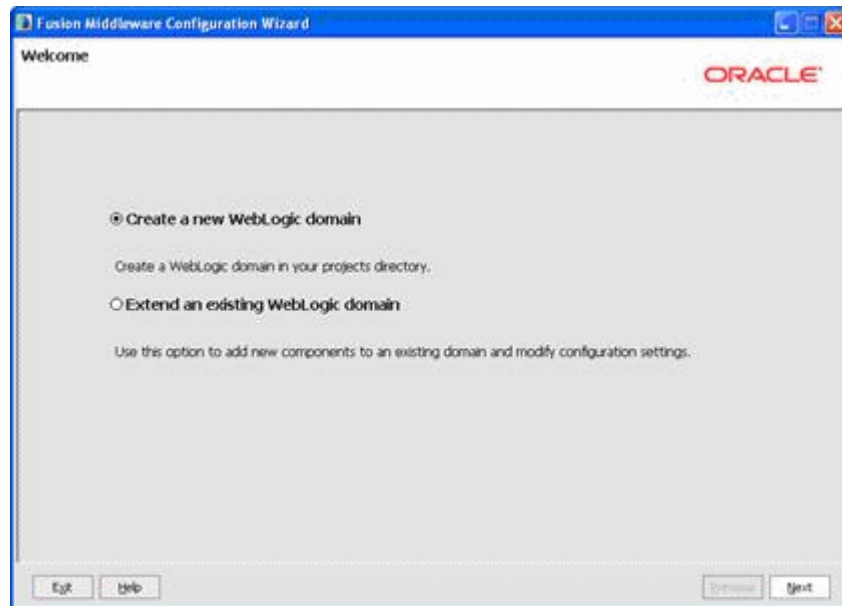 Fusion Middleware Configuration Wizard
Welcome
ORACLE
Create a new WebLogic domain
Create a WebLogic domain in your projects directory.
Extend an existing WebLogic domain
Use this option to add new components to an existing domain and modify configuration settings.
Exit
Help
Previous
Next